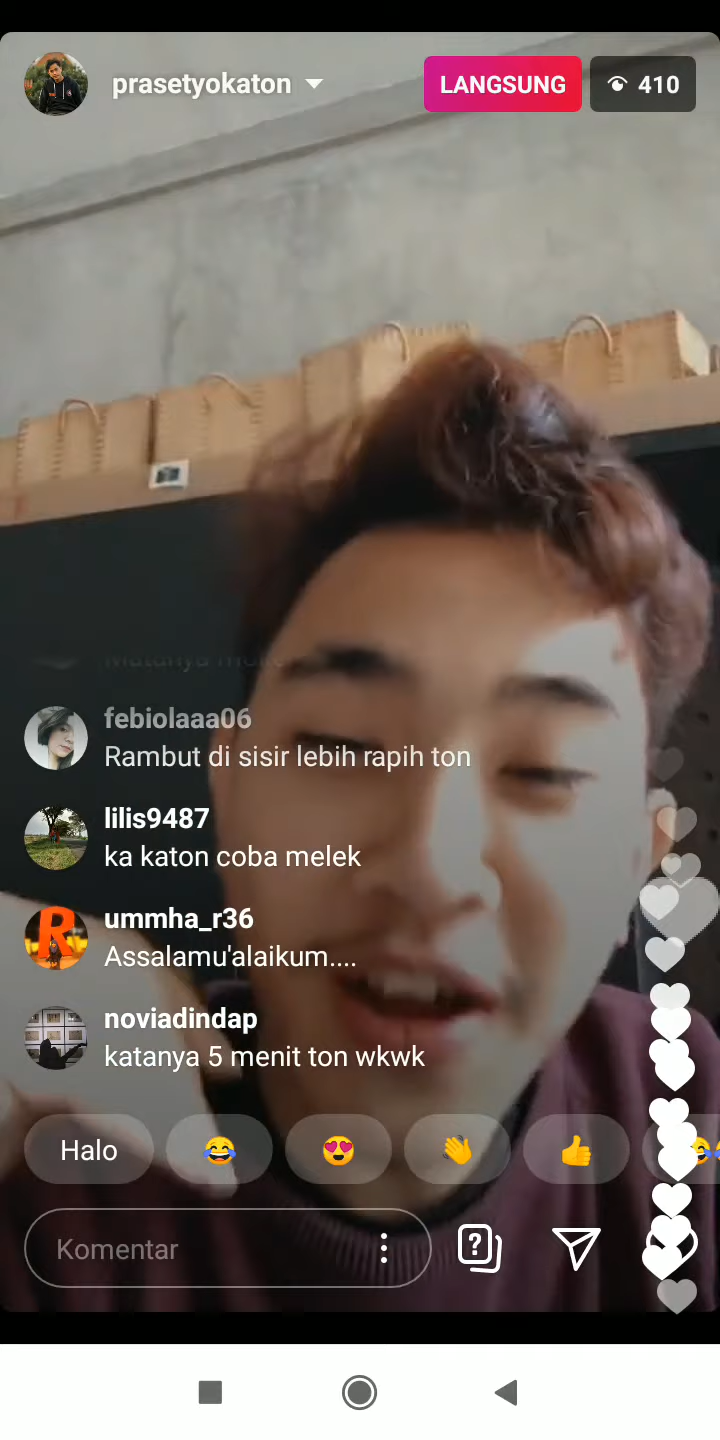 prasetyokaton
LANGSUNG
410
febiolaaa06
Rambut di sisir lebih rapih ton
lilis9487
ka katon coba melek
ummha_r36
Assalamu'alaikum....
noviadindap
katanya 5 menit ton wkwk
Halo
Komentar